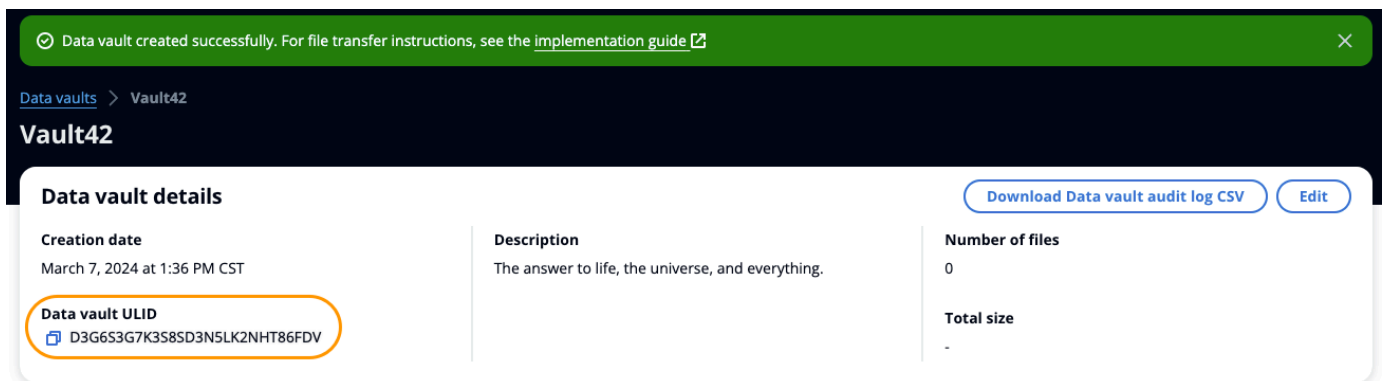 Data vault created successfully. For file transfer instructions, see the implementation guide
Data vaults > Vault42
Vault42
Data vault details
Download Data vault audit log CSV
Edit
Creation date
March 7, 2024 at 1:36 PM CST
Data vault ULID
D3G6S3G7K3S8SD3N5LK2NHT86FDV
Description
The answer to life, the universe, and everything.
Number of files
0
Total size
-